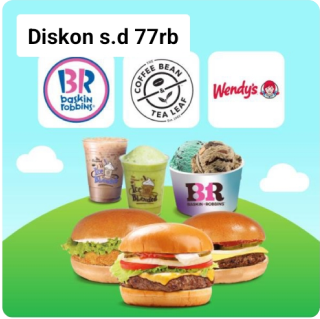 Diskon s.d 77rb
BR
baskin
robbins
THE
COFFEE BEAN
&
TEA LEAF
Wendy's
BR
BASKIN ROBBINS